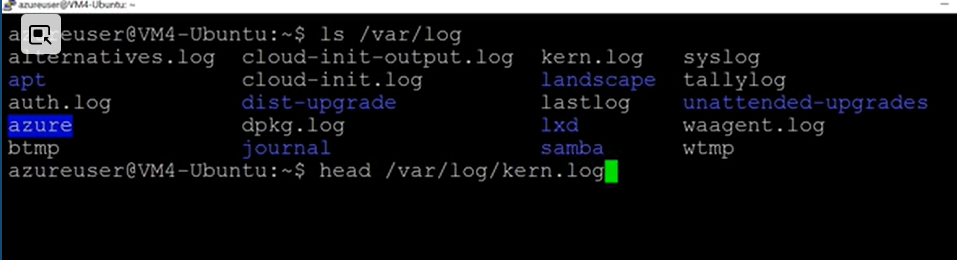 azureuser@VM4-Ubuntu: ~
azureuser@VM4-Ubuntu:~$ ls /var/log
alternatives.log cloud-init-output.log kern.log syslog
apt cloud-init.log landscape tallylog
auth.log dist-upgrade lastlog unattended-upgrades
azure dpkg.log lxd waagent.log
btmp journal samba wtmp
azureuser@VM4-Ubuntu:~$ head /var/log/kern.log